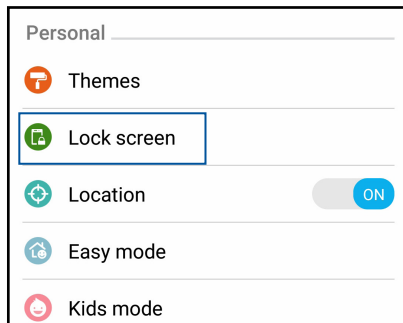 Personal
Themes
Lock screen
Location ON
Easy mode
Kids mode